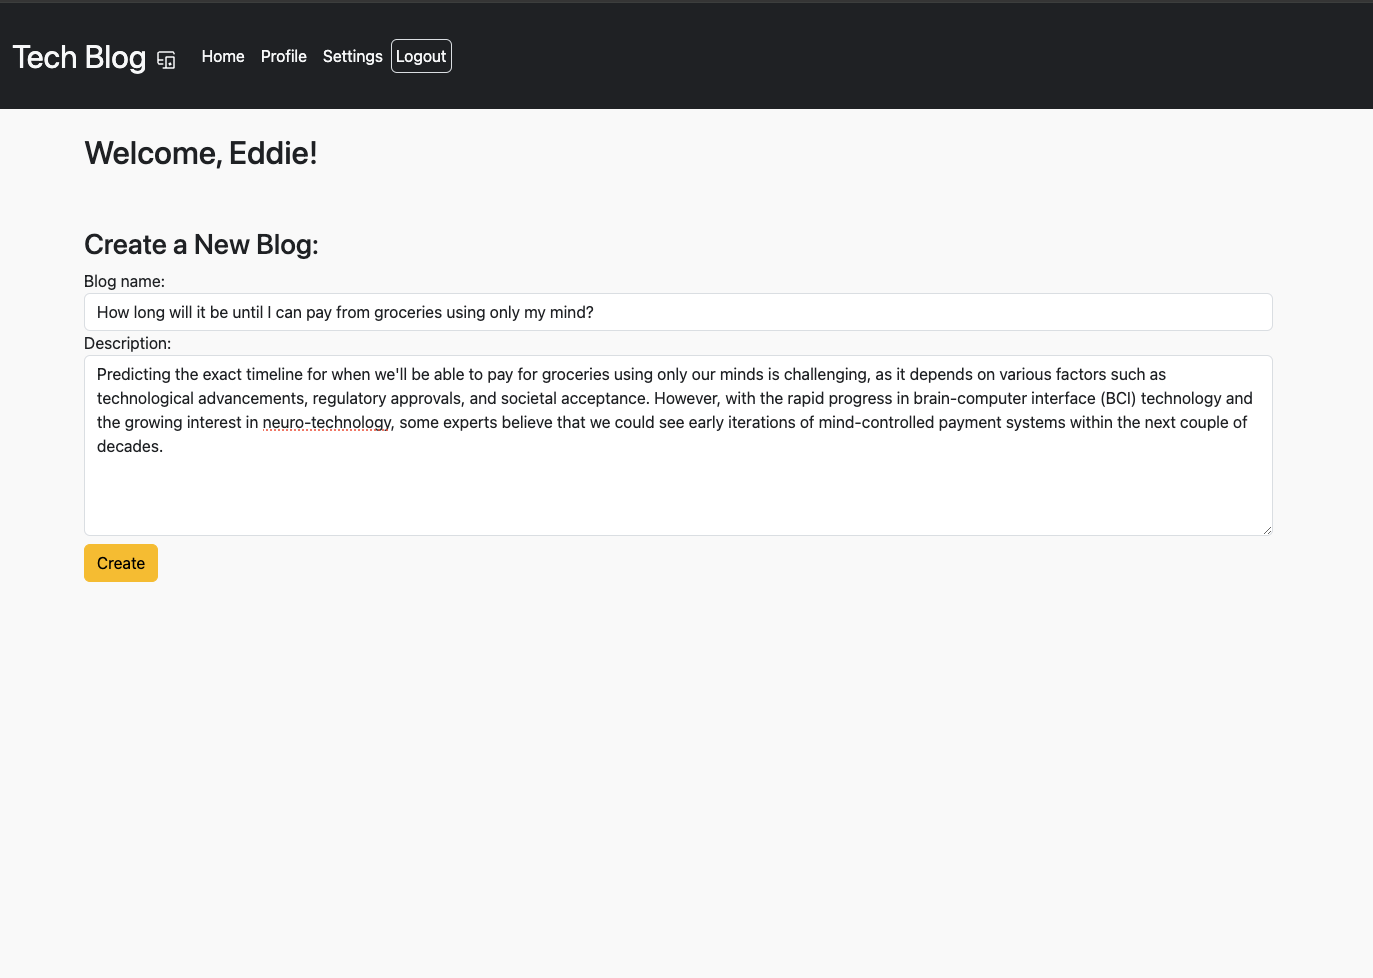 Tech Blog
Home Profile Settings Logout
Welcome, Eddie!
Create a New Blog:
Blog name:
How long will it be until I can pay from groceries using only my mind?
Description:
Predicting the exact timeline for when we'll be able to pay for groceries using only our minds is challenging, as it depends on various factors such as
technological advancements, regulatory approvals, and societal acceptance. However, with the rapid progress in brain-computer interface (BCI) technology and
the growing interest in neuro-technology, some experts believe that we could see early iterations of mind-controlled payment systems within the next couple of
decades.
Create